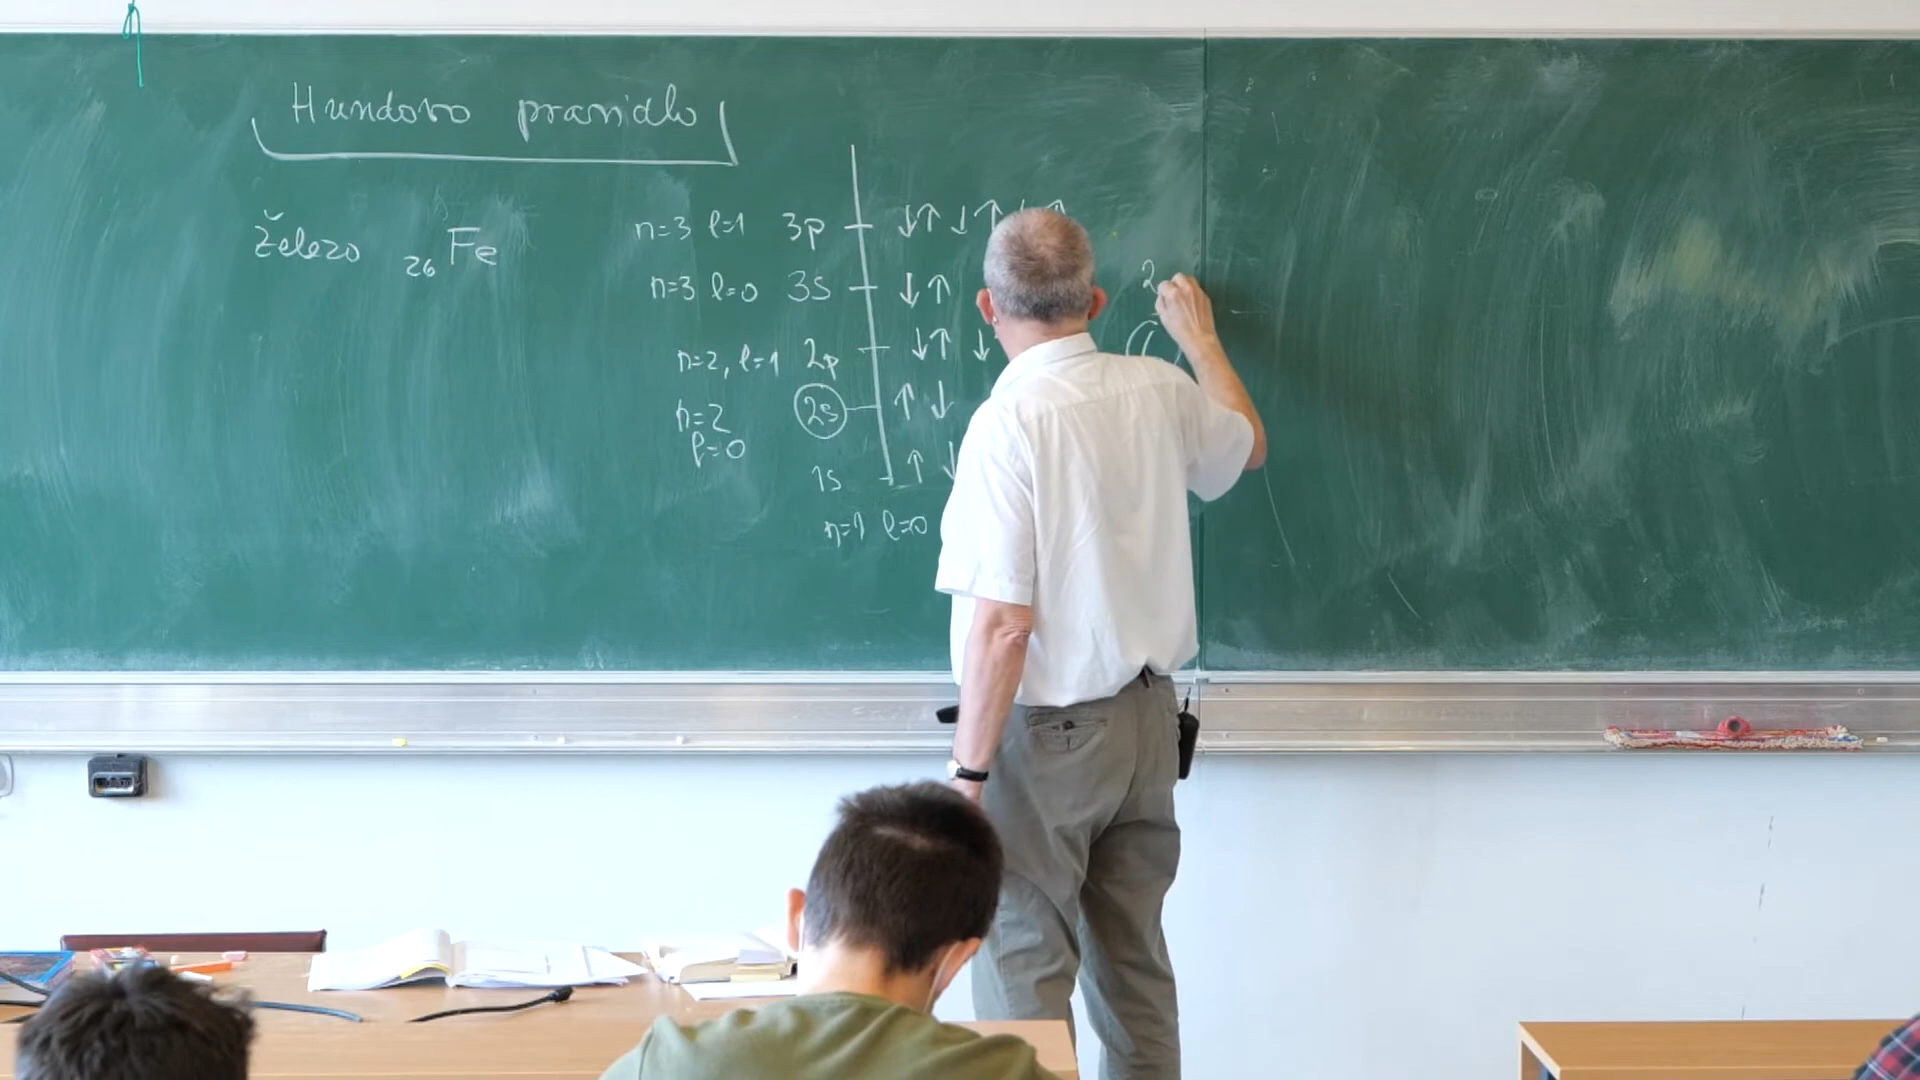 Hundovo pravidlo
železo 26Fe
n=3 l=1 3p ↓↑ ↓↑ ↓↑
n=3 l=0 3s ↓↑
n=2, l=1 2p ↓↑ ↓
n=2 l=0 2s ↑↓
1s ↑↓
n=1 l=0
2